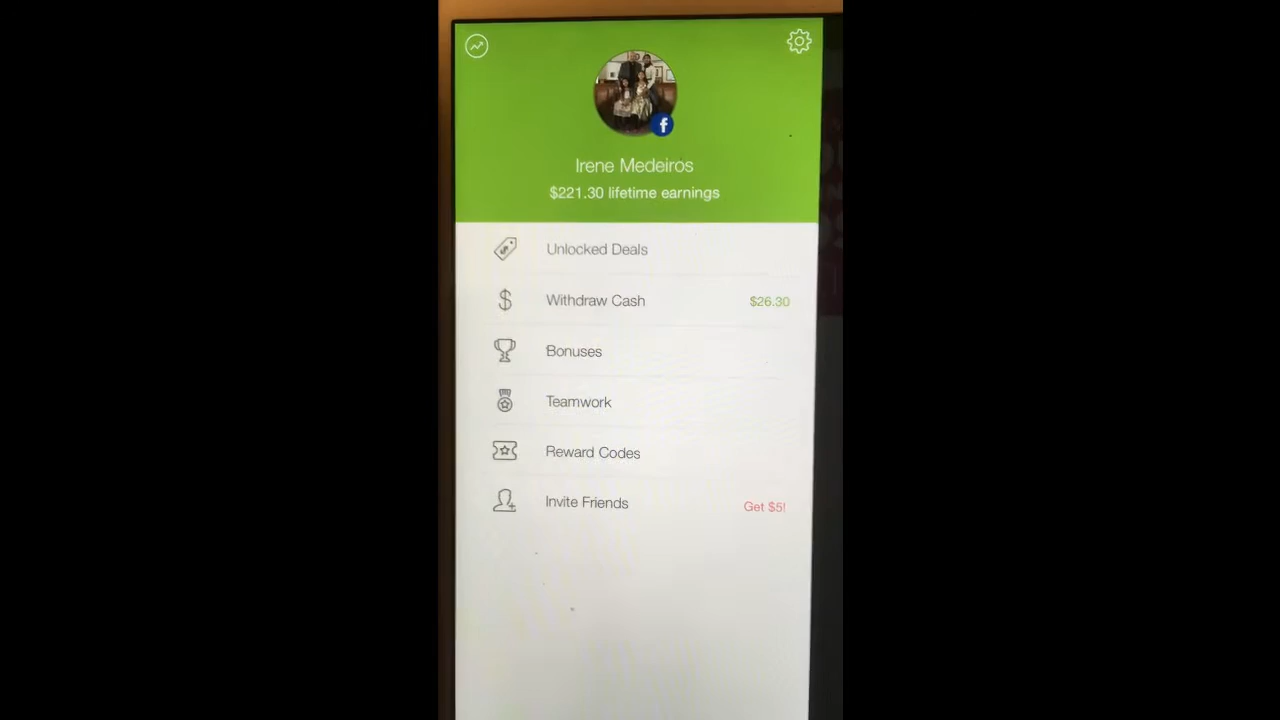 f
Irene Medeiros
$221.30 lifetime earnings
Unlocked Deals
Withdraw Cash $26.30
Bonuses
Teamwork
Reward Codes
Invite Friends Get $5!